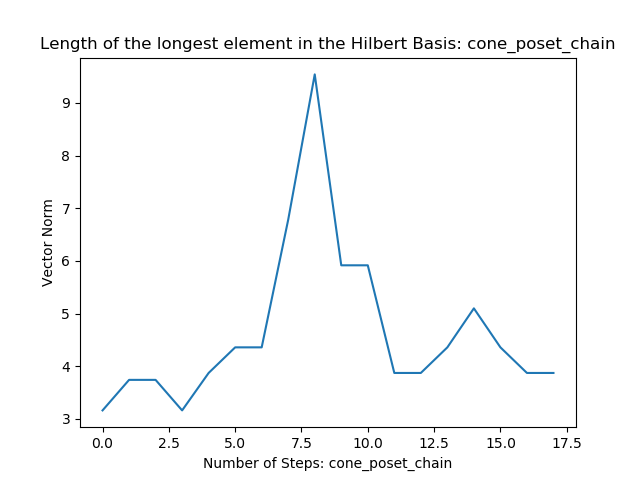 Length of the longest element in the Hilbert Basis: cone_poset_chain
9
8
7
6
5
4
3
Vector Norm
0.0 2.5 5.0 7.5 10.0 12.5 15.0 17.5
Number of Steps: cone_poset_chain